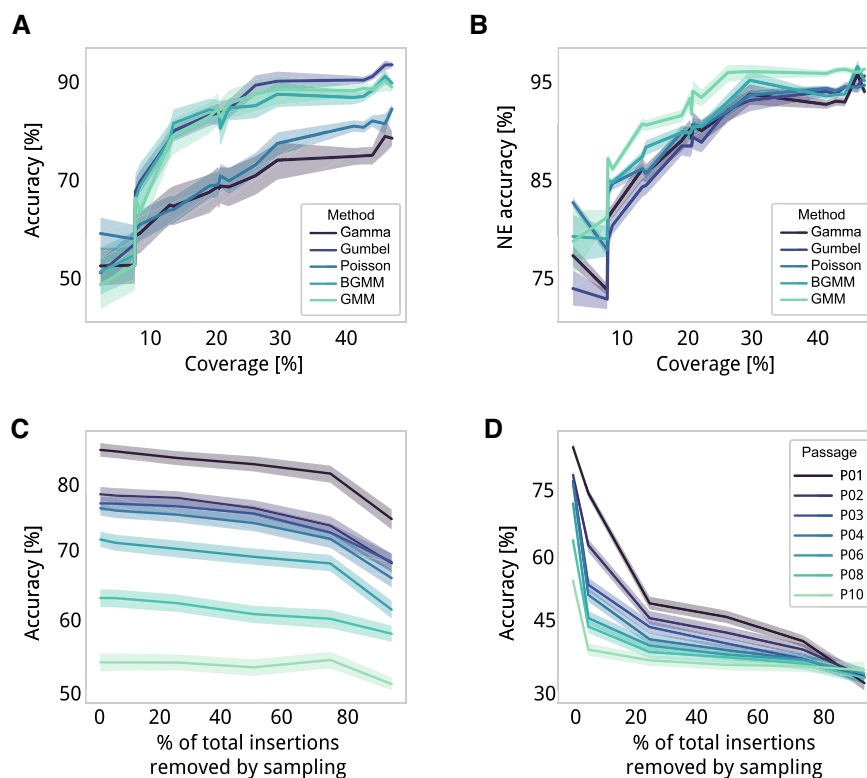 A
Accuracy [%]
90
70
50
Method
Gamma
Gumbel
Poisson
BGMM
GMM
10 20 30 40
Coverage [%]
B
NE accuracy [%]
95
85
75
Method
Gamma
Gumbel
Poisson
BGMM
GMM
10 20 30 40
Coverage [%]
C
Accuracy [%]
80
70
60
50
0 20 40 60 80
% of total insertions
removed by sampling
D
Accuracy [%]
75
60
45
30
Passage
P01
P02
P03
P04
P06
P08
P10
0 20 40 60 80
% of total insertions
removed by sampling